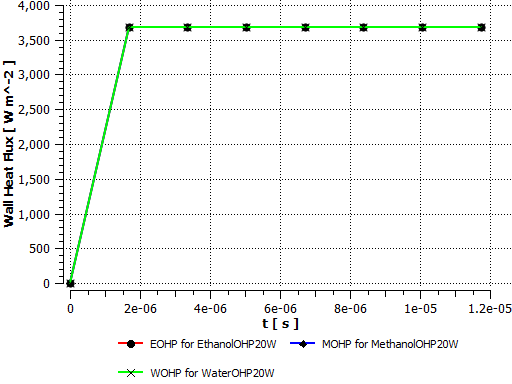 4,000
3,500
3,000
2,500
2,000
1,500
1,000
500
0
Wall Heat Flux [ W m^-2 ]
0 2e-06 4e-06 6e-06 8e-06 1e-05 1.2e-05
t [ s ]
EOHP for EthanolOHP20W MOHP for MethanolOHP20W
WOHP for WaterOHP20W